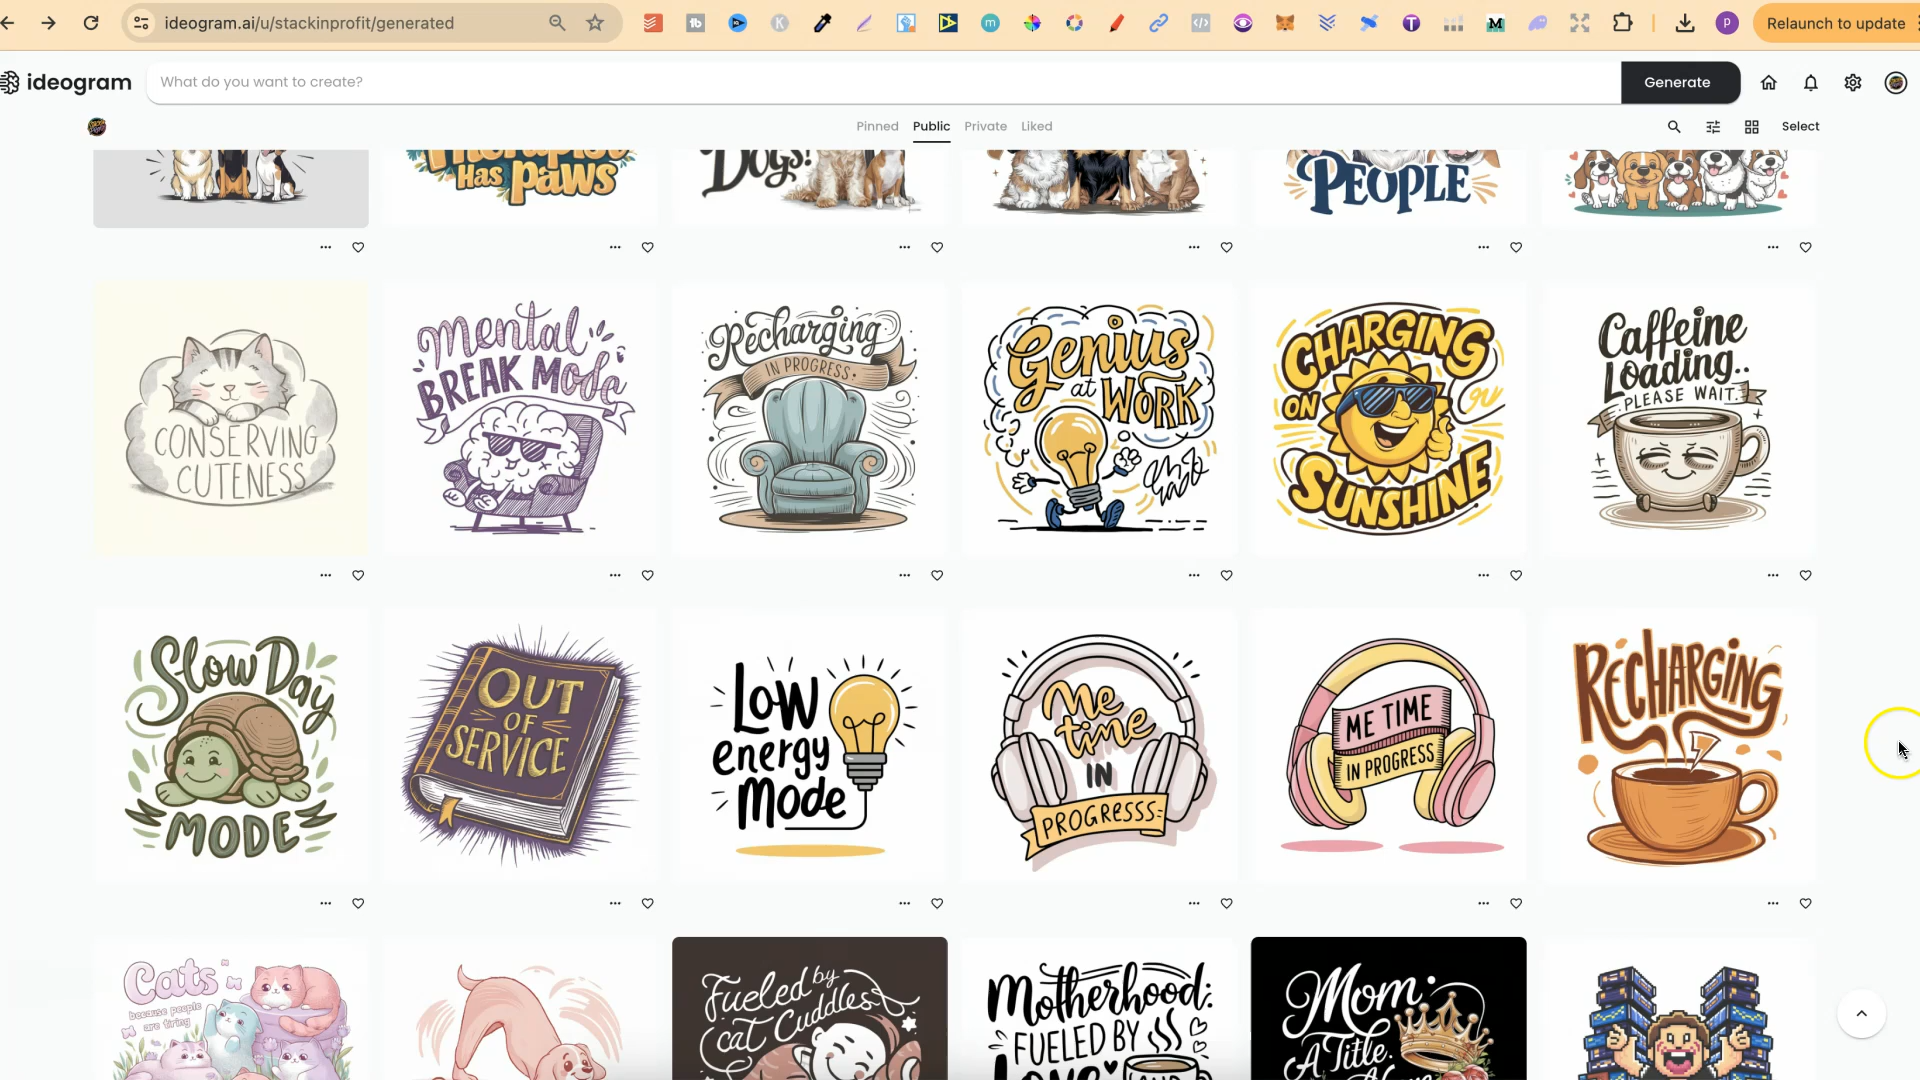 ideogram.ai/u/stackinprofit/generated
Relaunch to update
ideogram
What do you want to create?
Generate
Pinned
Public
Private
Liked
Select
Therapist
Has Paws
Dogs!
PEOPLE
CONSERVING
CUTENESS
Mental
BREAK Moda
Recharging
IN PROGRESS.
Genius
at WORK
CHARGING
ON
SUNSHINE
Caffeine
Loading..
PLEASE WAIT.
Slow Day
MODE
OUT
OF
SERVICE
Low
energy
Mode
Me
time
IN
PROGRESSS
ME TIME
IN PROGRESS
RECHARGING
Cats
because people
are tiring
Fueled by
cat Cuddles
Motherhood:
FUELED BY
Love
Mom.
A Title.